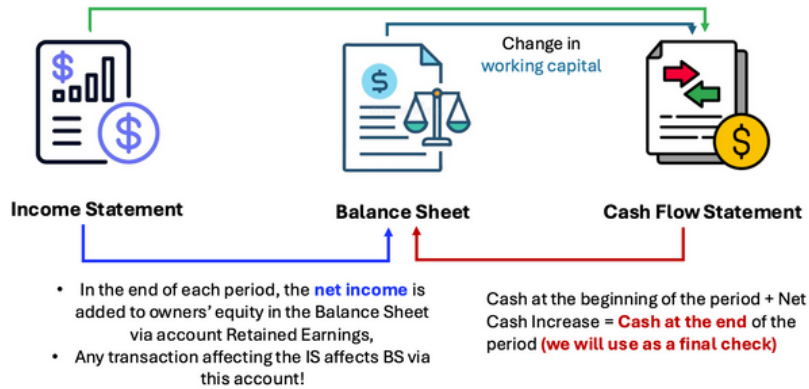 Change in
working capital
Income Statement
Balance Sheet
Cash Flow Statement
• In the end of each period, the net income is
added to owners' equity in the Balance Sheet
via account Retained Earnings,
• Any transaction affecting the IS affects BS via
this account!
Cash at the beginning of the period + Net
Cash Increase = Cash at the end of the
period (we will use as a final check)